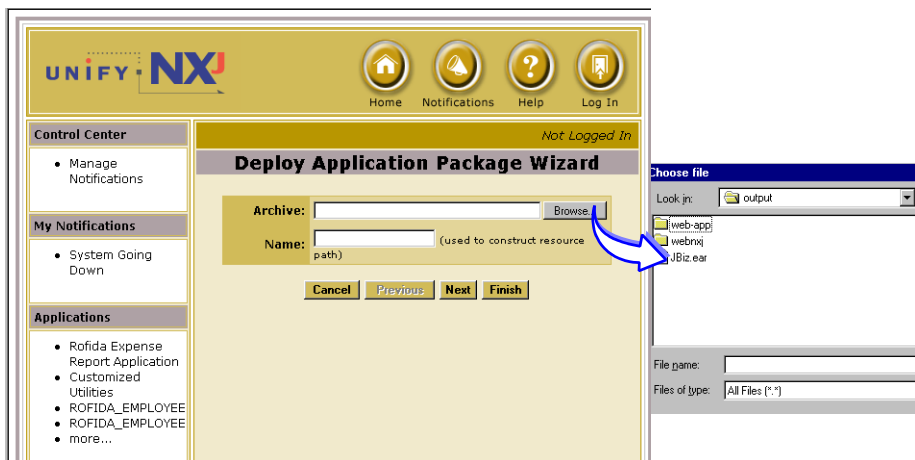 UNIFY NXJ
Home Notifications Help Log In
Control Center
Manage
Notifications
My Notifications
System Going
Down
Applications
Rofida Expense
Report Application
Customized
Utilities
ROFIDA_EMPLOYEE
ROFIDA_EMPLOYEE
more...
Not Logged In
Deploy Application Package Wizard
Archive: Browse...
Name: (used to construct resource
path)
Cancel Previous Next Finish
Choose file
Look in: output
web-app
webnxj
JBiz.ear
File name:
Files of type: All Files (*.*)